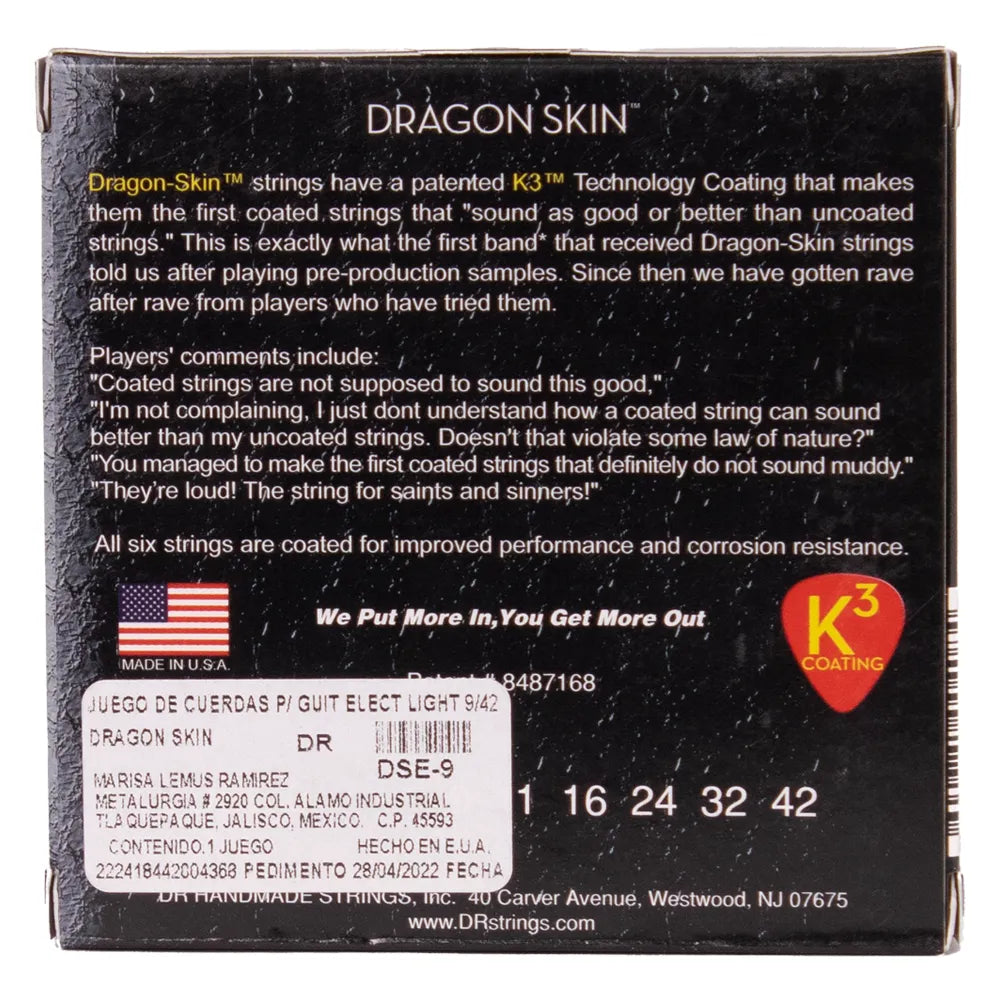 DRAGON SKIN™
Dragon-Skin™ strings have a patented K3™ Technology Coating that makes
them the first coated strings that "sound as good or better than uncoated
strings." This is exactly what the first band* that received Dragon-Skin strings
told us after playing pre-production samples. Since then we have gotten rave
after rave from players who have tried them.
Players' comments include:
"Coated strings are not supposed to sound this good,"
"I'm not complaining, I just dont understand how a coated string can sound
better than my uncoated strings. Doesn't that violate some law of nature?"
"You managed to make the first coated strings that definitely do not sound muddy."
"They're loud! The string for saints and sinners!"
All six strings are coated for improved performance and corrosion resistance.
We Put More In,You Get More Out
K3
COATING
MADE IN U.S.A.
8487168
JUEGO DE CUERDAS P/ GUIT ELECT LIGHT 9/42
DRAGON SKIN DR
DSE-9
MARISA LEMUS RAMIREZ
METALURGIA # 2920 COL. ALAMO INDUSTRIAL
TLAQUEPAQUE, JALISCO, MEXICO. C.P. 45593
CONTENIDO.1 JUEGO HECHO EN E.U.A.
222418442004368 PEDIMENTO 28/04/2022 FECHA
1 16 24 32 42
DR HANDMADE STRINGS, Inc. 40 Carver Avenue, Westwood, NJ 07675
www.DRstrings.com